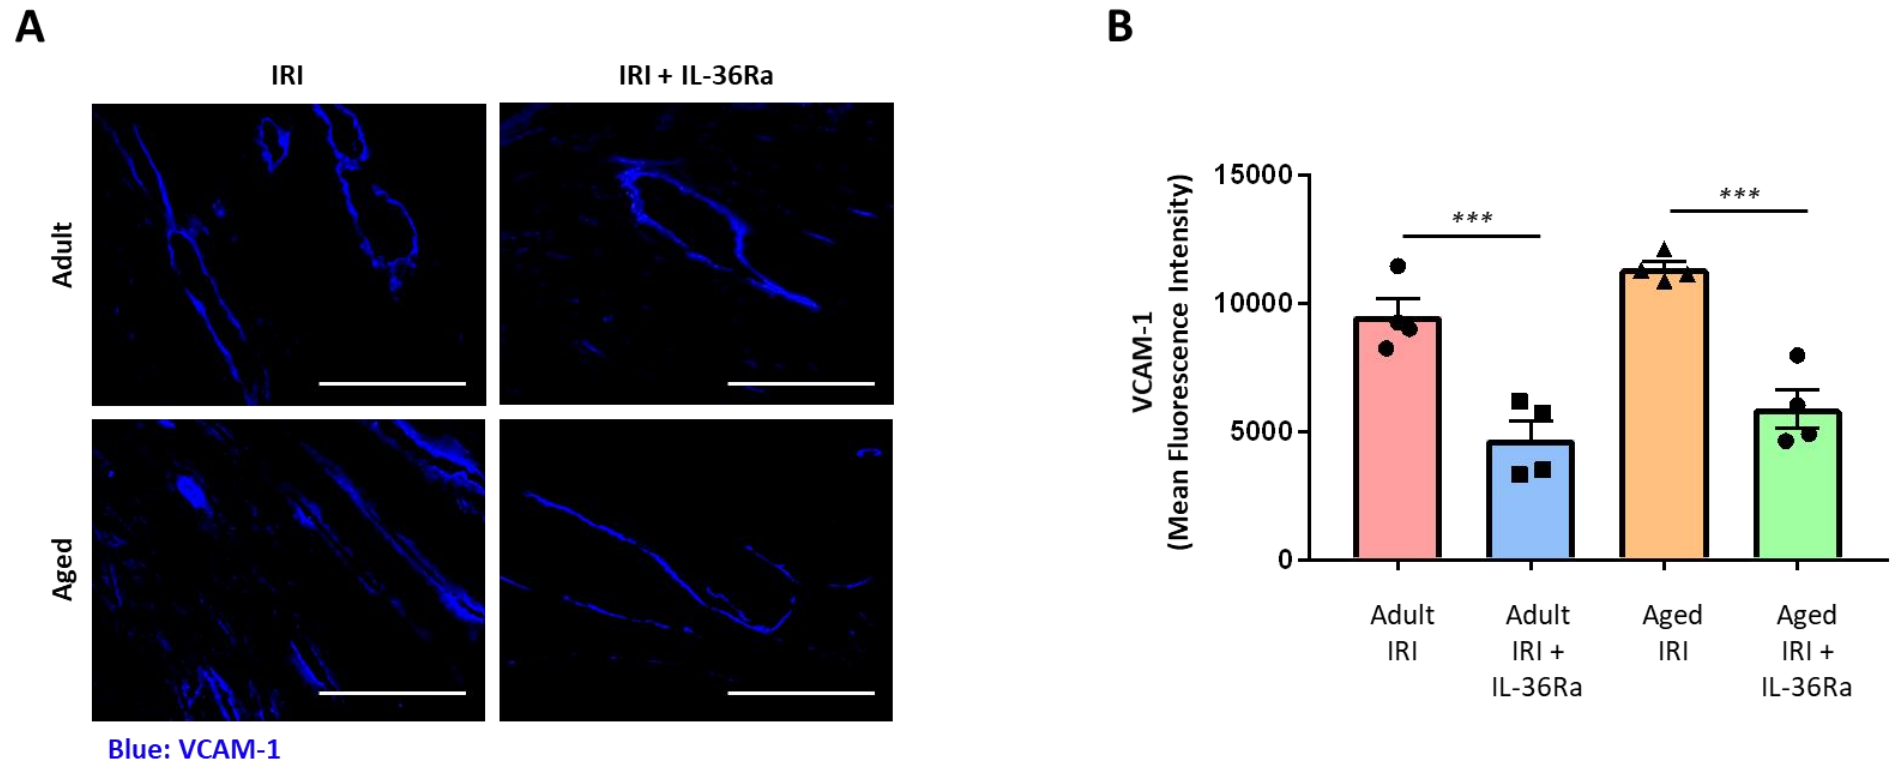 A
IRI
IRI + IL-36Ra
Adult
Aged
Blue: VCAM-1
B
VCAM-1
(Mean Fluorescence Intensity)
15000
10000
5000
0
***
***
Adult
IRI
Adult
IRI +
IL-36Ra
Aged
IRI
Aged
IRI +
IL-36Ra